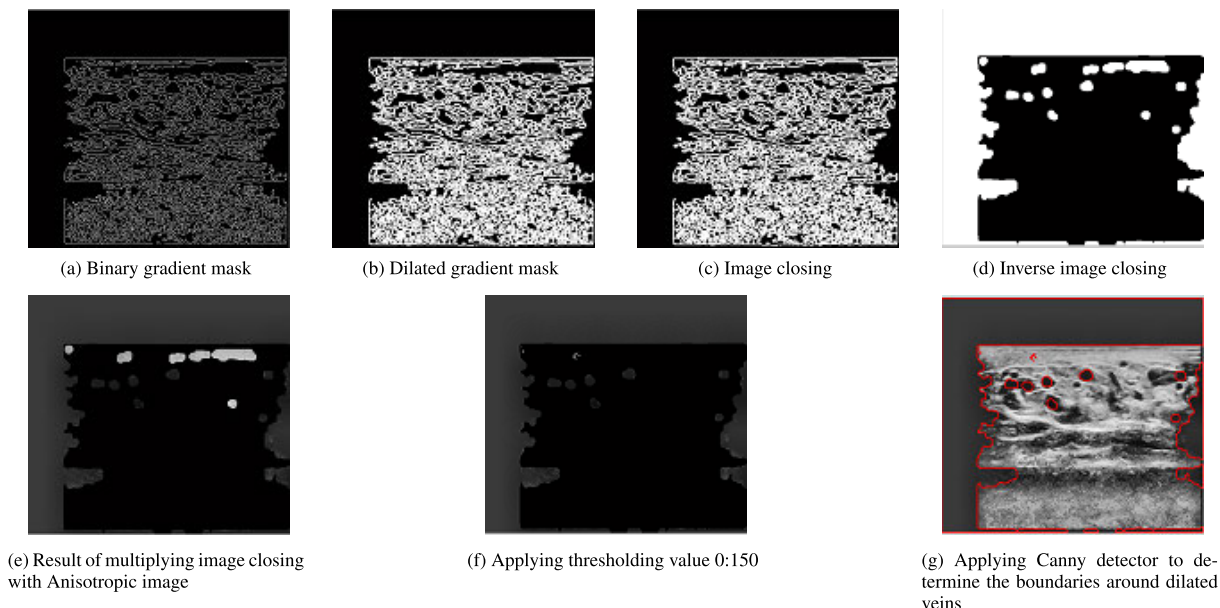 (a) Binary gradient mask
(b) Dilated gradient mask
(c) Image closing
(d) Inverse image closing
(e) Result of multiplying image closing
with Anisotropic image
(f) Applying thresholding value 0:150
(g) Applying Canny detector to de-
termine the boundaries around dilated
veins